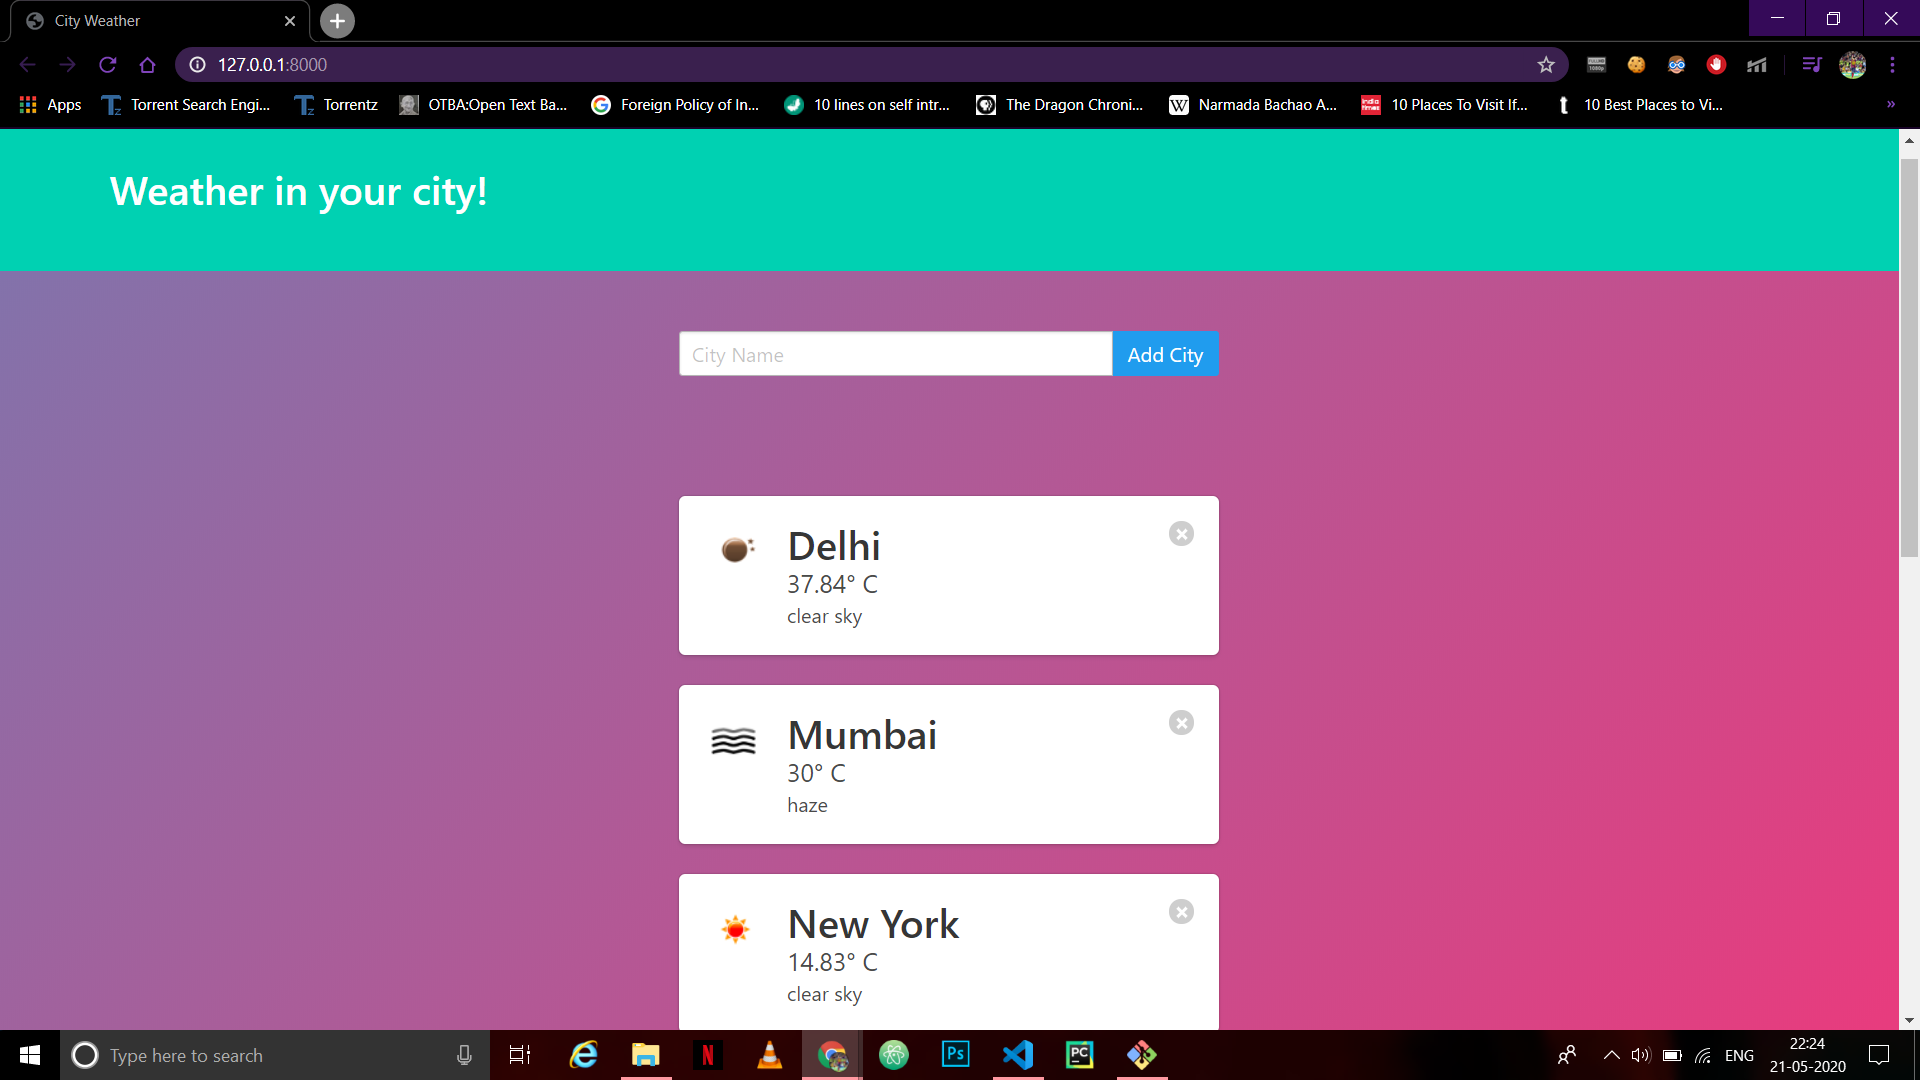 City Weather
127.0.0.1:8000
Apps
Torrent Search Engi...
Torrentz
OTBA:Open Text Ba...
Foreign Policy of In...
10 lines on self intr...
The Dragon Chroni...
Narmada Bachao A...
10 Places To Visit If...
10 Best Places to Vi...
Weather in your city!
City Name
Add City
Delhi
37.84° C
clear sky
Mumbai
30° C
haze
New York
14.83° C
clear sky
Type here to search
ENG
22:24
21-05-2020